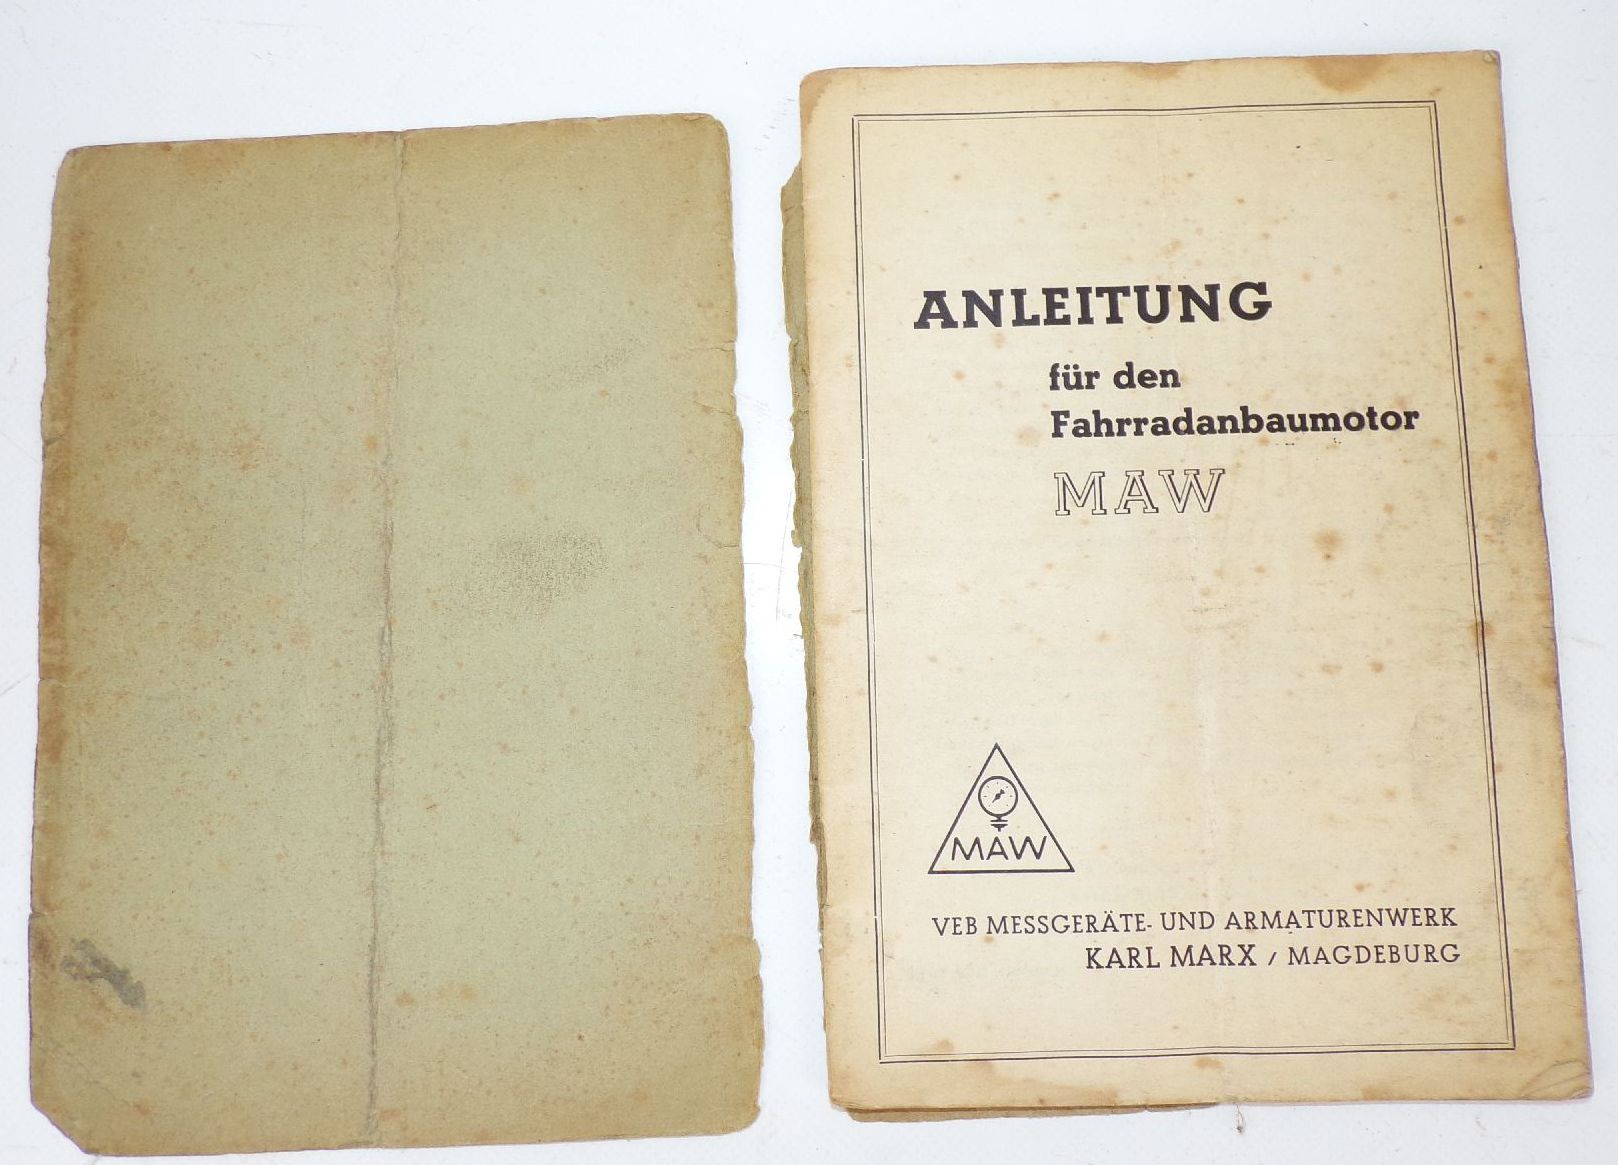 ANLEITUNG
für den
Fahrradanbaumotor
MAW
MAW
VEB MESSGERÄTE- UND ARMATURENWERK
KARL MARX / MAGDEBURG